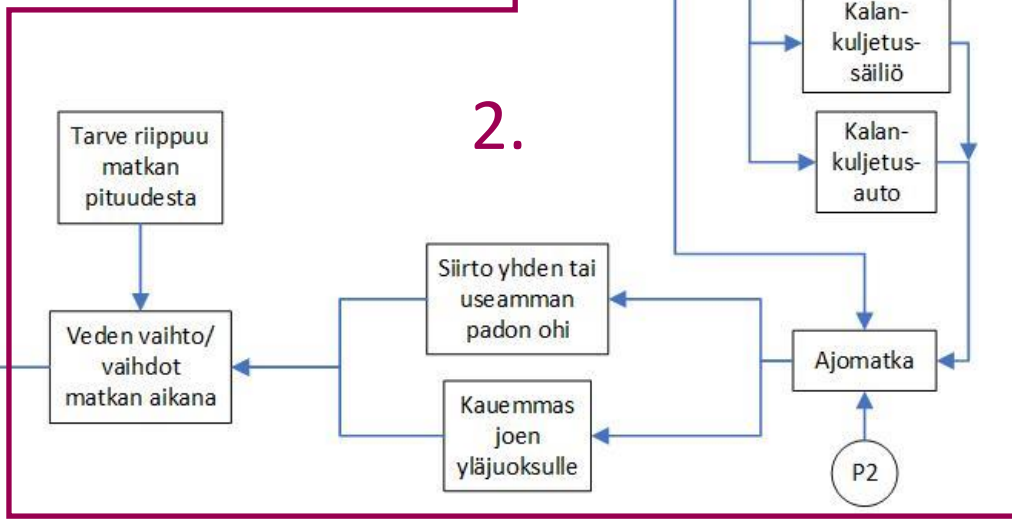 Kalan-
kuljetus-
säiliö
2.
Tarve riippuu
matkan
pituudesta
Kalan-
kuljetus-
auto
Siirto yhden tai
useamman
padon ohi
Veden vaihto/
vaihdot
matkan aikana
Ajomatka
Kauemmas
joen
yläjuoksulle
P2